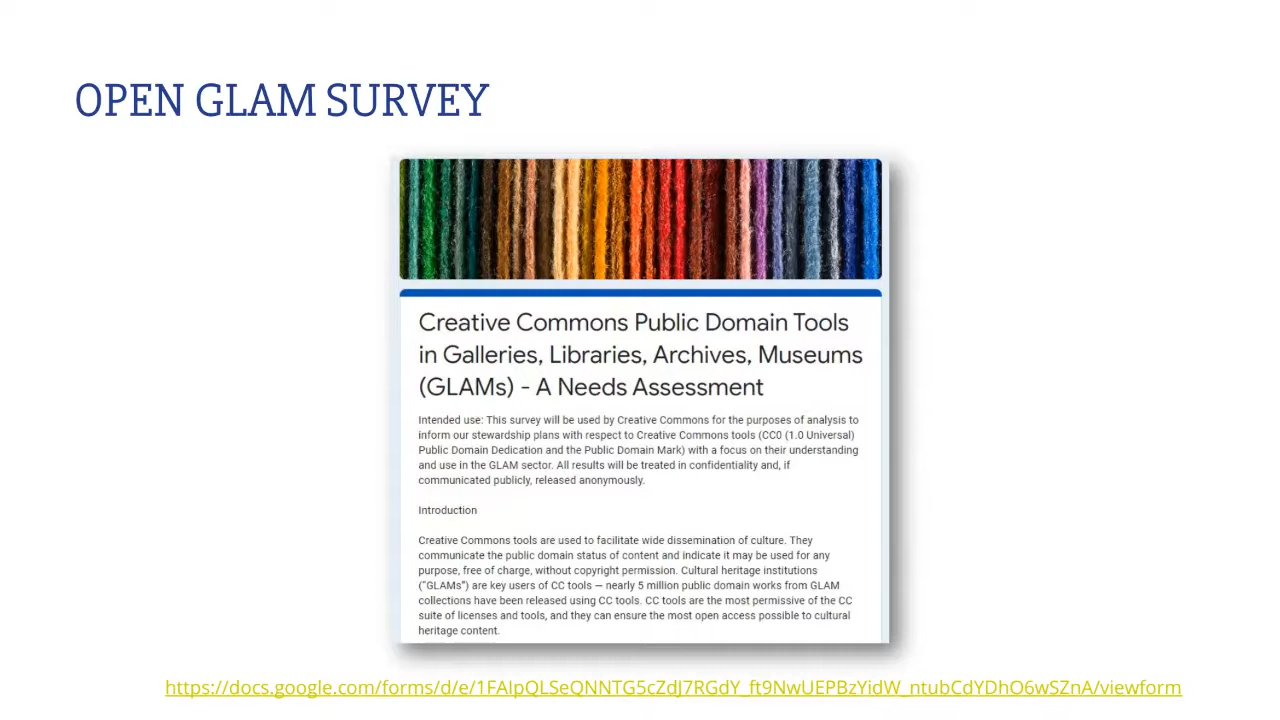 OPEN GLAM SURVEY
Creative Commons Public Domain Tools
in Galleries, Libraries, Archives, Museums
(GLAMs) - A Needs Assessment
Intended use: This survey will be used by Creative Commons for the purposes of analysis to
inform our stewardship plans with respect to Creative Commons tools (CC0 (1.0 Universal)
Public Domain Dedication and the Public Domain Mark) with a focus on their understanding
and use in the GLAM sector. All results will be treated in confidentiality and, if
communicated publicly, released anonymously.
Introduction
Creative Commons tools are used to facilitate wide dissemination of culture. They
communicate the public domain status of content and indicate it may be used for any
purpose, free of charge, without copyright permission. Cultural heritage institutions
("GLAMs") are key users of CC tools — nearly 5 million public domain works from GLAM
collections have been released using CC tools. CC tools are the most permissive of the CC
suite of licenses and tools, and they can ensure the most open access possible to cultural
heritage content.
https://docs.google.com/forms/d/e/1FAIpQLSeQNNTG5cZdJ7RGdY_ft9NwUEPBzYidW_ntubCdYDhO6wSZnA/viewform